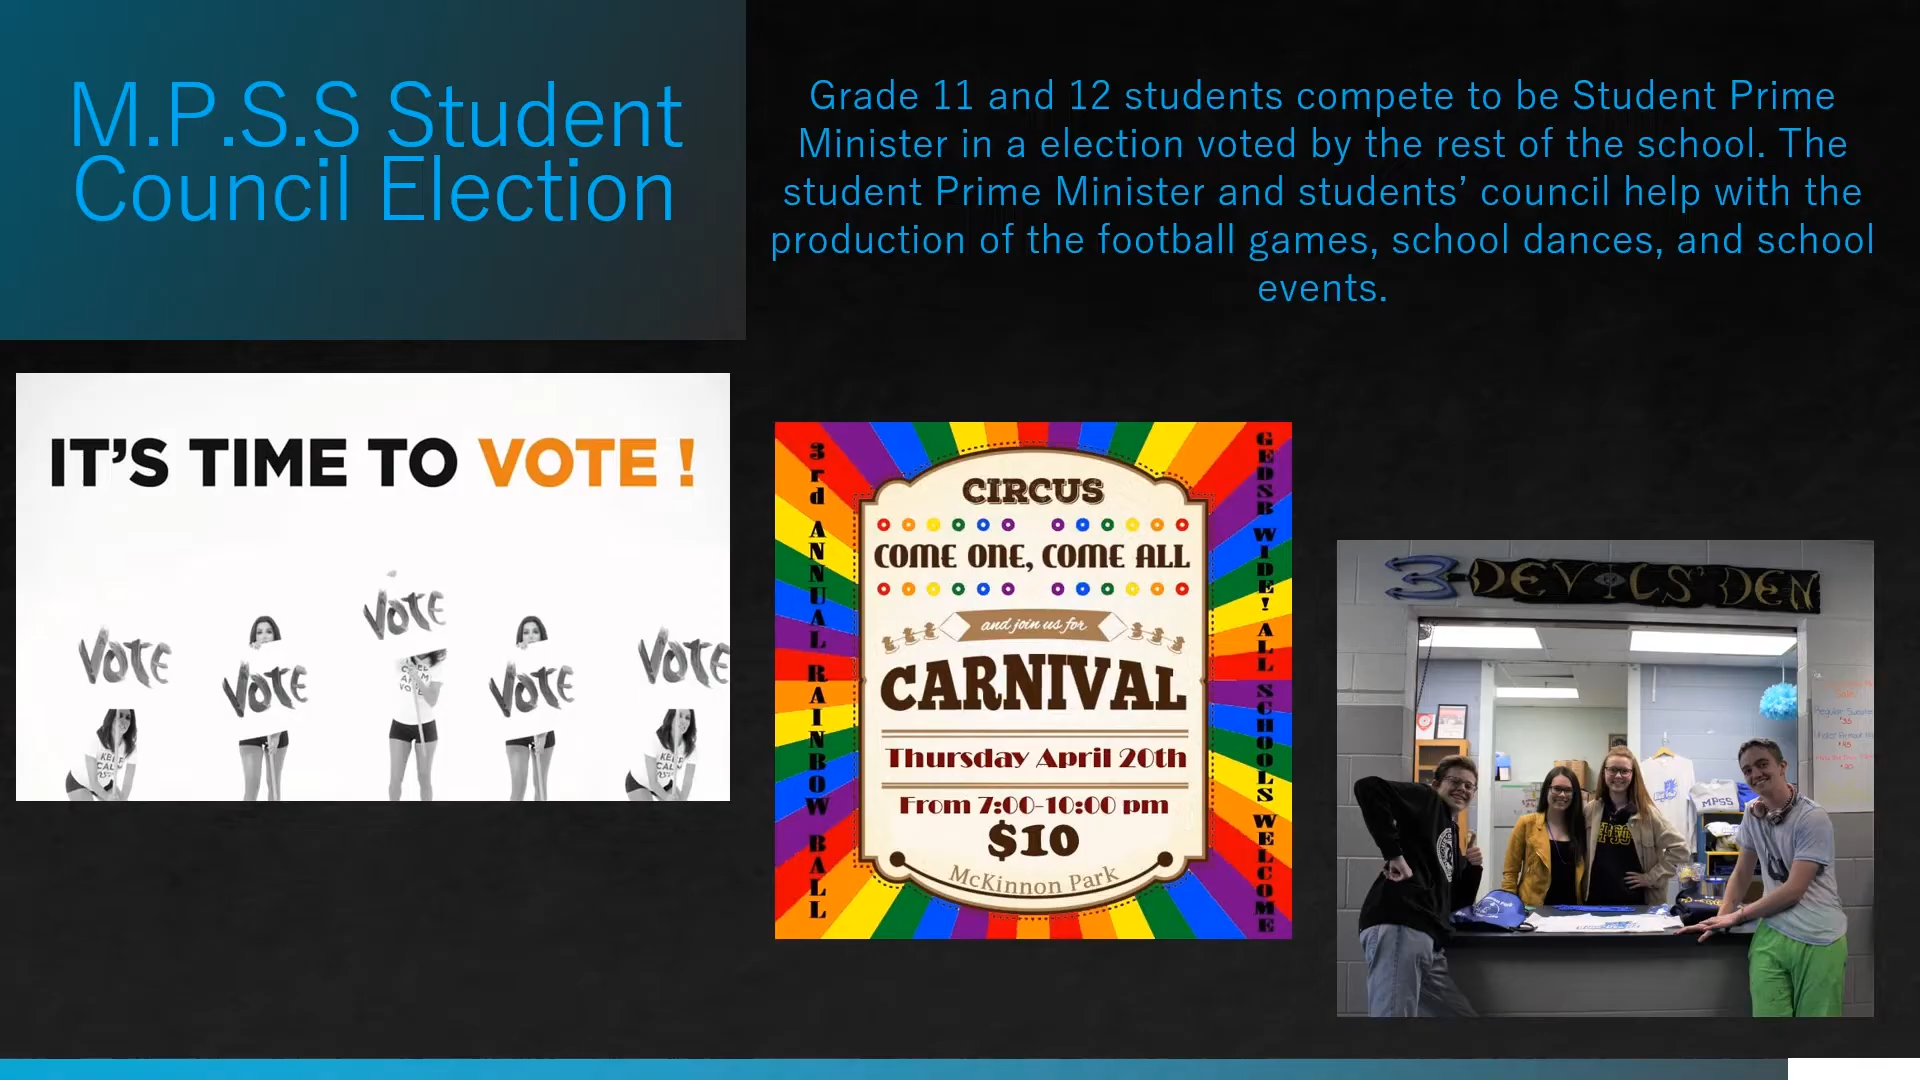 M.P.S.S Student
Council Election
Grade 11 and 12 students compete to be Student Prime
Minister in a election voted by the rest of the school. The
student Prime Minister and students’ council help with the
production of the football games, school dances, and school
events.
IT’S TIME TO VOTE !
VOTE
VOTE
VOTE
VOTE
VOTE
3rd ANNUAL RAINBOW BALL
CIRCUS
COME ONE, COME ALL
and join us for
CARNIVAL
Thursday April 20th
From 7:00-10:00 pm
$10
McKinnon Park
GEDSB WIDE! ALL SCHOOLS WELCOME
DEVILS' DEN
MPSS